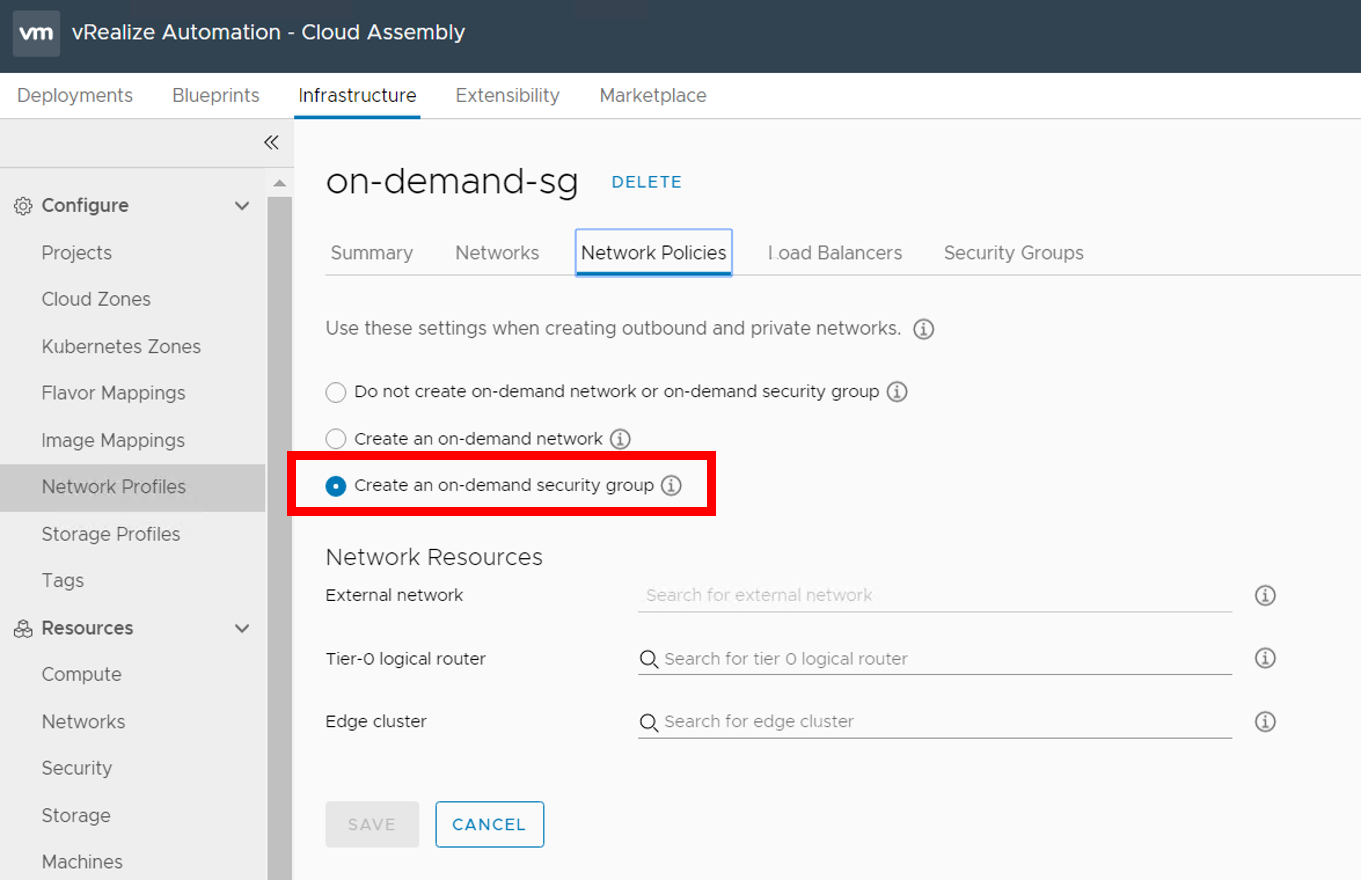 vm vRealize Automation - Cloud Assembly
Deployments Blueprints Infrastructure Extensibility Marketplace
Configure
Projects
Cloud Zones
Kubernetes Zones
Flavor Mappings
Image Mappings
Network Profiles
Storage Profiles
Tags
Resources
Compute
Networks
Security
Storage
Machines
on-demand-sg DELETE
Summary Networks Network Policies Load Balancers Security Groups
Use these settings when creating outbound and private networks.
Do not create on-demand network or on-demand security group
Create an on-demand network
Create an on-demand security group
Network Resources
External network Search for external network
Tier-0 logical router Search for tier 0 logical router
Edge cluster Search for edge cluster
SAVE CANCEL